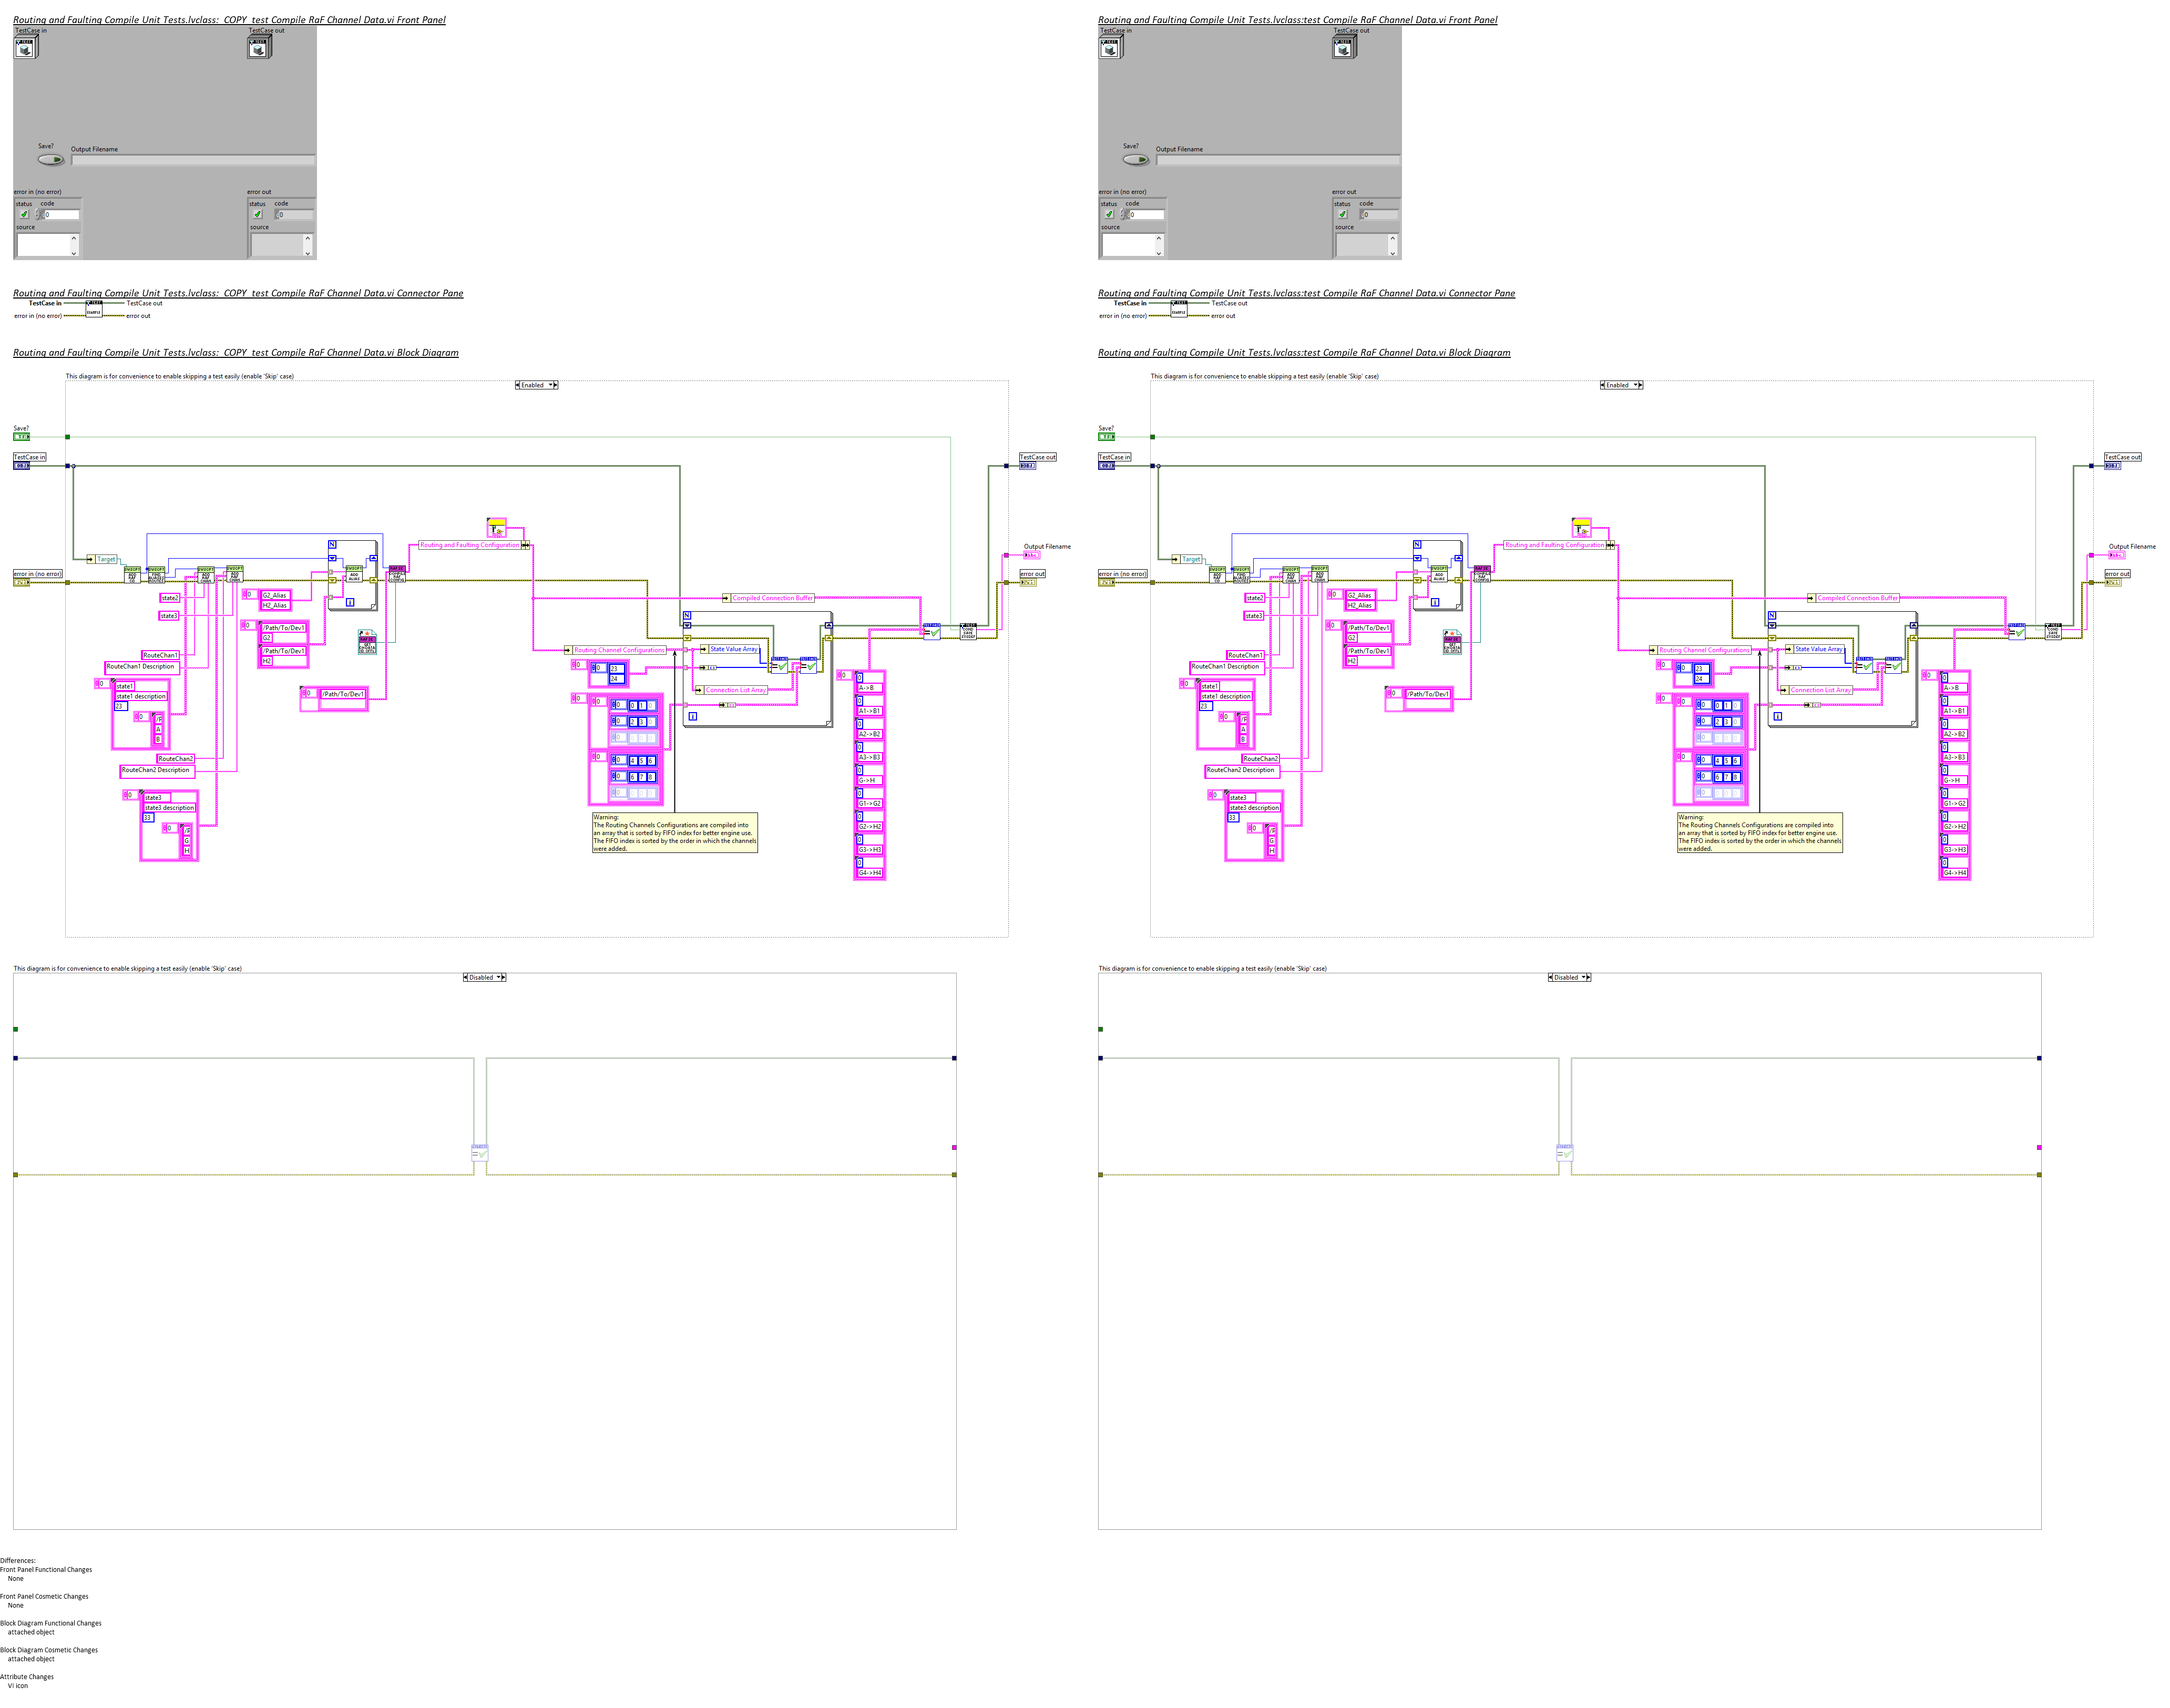 Routing and Faulting Compile Unit Tests.lvclass:_COPY_test Compile RaF Channel Data.vi Front Panel
TestCase in
TestCase out
Save?
Output Filename
error in (no error)
error out
status code
0
status code
0
source
source
Routing and Faulting Compile Unit Tests.lvclass:_COPY_test Compile RaF Channel Data.vi Connector Pane
TestCase in
TestCase out
error in (no error)
error out
Routing and Faulting Compile Unit Tests.lvclass:_COPY_test Compile RaF Channel Data.vi Block Diagram
This diagram is for convenience to enable skipping a test easily (enable 'Skip' case)
Enabled
Save?
TestCase in
TestCase out
Routing and Faulting Configuration
Output Filename
Target
error in (no error)
error out
state2
G2_Alias
H2_Alias
Compiled Connection Buffer
state3
/Path/To/Dev1
G2
/Path/To/Dev1
H2
RouteChan1
RouteChan1 Description
Routing Channel Configurations
State Value Array
23
24
state1
state1 description
23
A
B
/Path/To/Dev1
Connection List Array
0 1 0
2 3 0
4 5 6
6 7 8
A->B
A1->B1
A2->B2
A3->B3
G->H
G1->G2
G2->H2
G3->H3
G4->H4
RouteChan2
RouteChan2 Description
state3
state3 description
33
G
H
Warning:
The Routing Channels Configurations are compiled into
an array that is sorted by FIFO index for better engine use.
The FIFO index is sorted by the order in which the channels
were added.
This diagram is for convenience to enable skipping a test easily (enable 'Skip' case)
Disabled
Routing and Faulting Compile Unit Tests.lvclass:test Compile RaF Channel Data.vi Front Panel
TestCase in
TestCase out
Save?
Output Filename
error in (no error)
error out
status code
0
status code
0
source
source
Routing and Faulting Compile Unit Tests.lvclass:test Compile RaF Channel Data.vi Connector Pane
TestCase in
TestCase out
error in (no error)
error out
Routing and Faulting Compile Unit Tests.lvclass:test Compile RaF Channel Data.vi Block Diagram
This diagram is for convenience to enable skipping a test easily (enable 'Skip' case)
Enabled
Save?
TestCase in
TestCase out
Routing and Faulting Configuration
Output Filename
Target
error in (no error)
error out
state2
G2_Alias
H2_Alias
Compiled Connection Buffer
state3
/Path/To/Dev1
G2
/Path/To/Dev1
H2
RouteChan1
RouteChan1 Description
Routing Channel Configurations
State Value Array
23
24
state1
state1 description
23
A
B
/Path/To/Dev1
Connection List Array
0 1 0
2 3 0
4 5 6
6 7 8
A->B
A1->B1
A2->B2
A3->B3
G->H
G1->G2
G2->H2
G3->H3
G4->H4
RouteChan2
RouteChan2 Description
state3
state3 description
33
G
H
Warning:
The Routing Channels Configurations are compiled into
an array that is sorted by FIFO index for better engine use.
The FIFO index is sorted by the order in which the channels
were added.
This diagram is for convenience to enable skipping a test easily (enable 'Skip' case)
Disabled
Differences:
Front Panel Functional Changes
None
Front Panel Cosmetic Changes
None
Block Diagram Functional Changes
attached object
Block Diagram Cosmetic Changes
attached object
Attribute Changes
VI icon